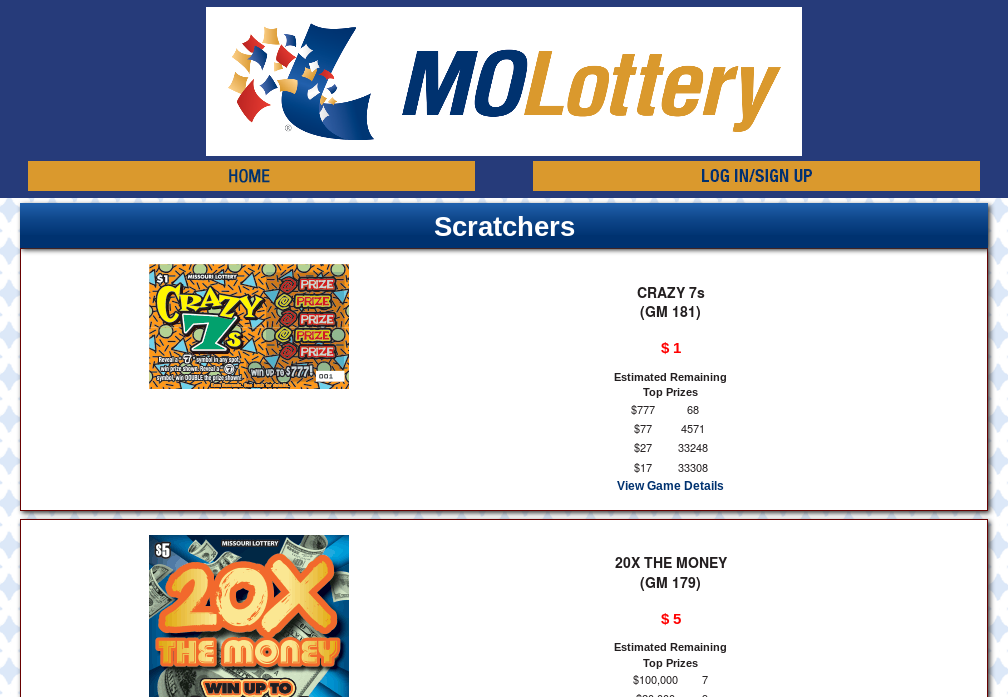 MOLottery
®
HOME
LOG IN/SIGN UP
Scratchers
$1
MISSOURI LOTTERY
CRAZY
7s
PRIZE
PRIZE
PRIZE
PRIZE
PRIZE
Reveal a "7" symbol in any spot,
win prize shown. Reveal a
symbol, win DOUBLE the prize shown!
WIN UP TO $777!
001
CRAZY 7s
(GM 181)
$ 1
Estimated Remaining
Top Prizes
$777 68
$77 4571
$27 33248
$17 33308
View Game Details
$5
MISSOURI LOTTERY
20X
THE MONEY
WIN UP TO
20X THE MONEY
(GM 179)
$ 5
Estimated Remaining
Top Prizes
$100,000 7